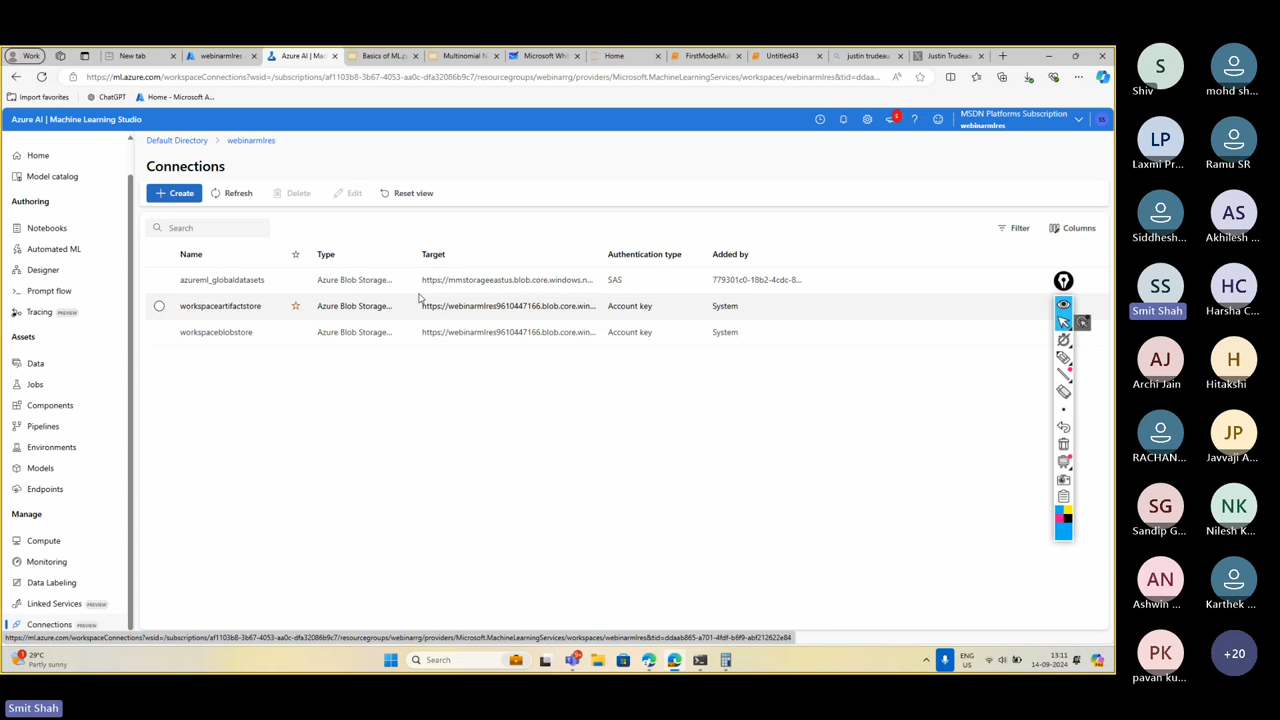 Work
New tab
webinarmlres
Azure AI | Mac
Basics of ML.p
Multinomial N
Microsoft Whi
Home
FirstModelMul
Untitled43
justin trudeau
Justin Trudeau
https://ml.azure.com/workspaceConnections?wsid=/subscriptions/af1103b8-3b67-4053-aa0c-dfa32086b9c7/resourcegroups/webinarrg/providers/Microsoft.MachineLearningServices/workspaces/webinarmlres&tid=ddaa...
Import favorites
ChatGPT
Home - Microsoft A...
Azure AI | Machine Learning Studio
5
MSDN Platforms Subscription
webinarmlres
SS
Default Directory > webinarmlres
Home
Model catalog
Authoring
Notebooks
Automated ML
Designer
Prompt flow
Tracing PREVIEW
Assets
Data
Jobs
Components
Pipelines
Environments
Models
Endpoints
Manage
Compute
Monitoring
Data Labeling
Linked Services PREVIEW
Connections PREVIEW
Connections
Create
Refresh
Delete
Edit
Reset view
Search
Filter
Columns
Name Type Target Authentication type Added by
azureml_globaldatasets Azure Blob Storage... https://mmstorageeastus.blob.core.windows.n... SAS 779301c0-18b2-4cdc-8...
workspaceartifactstore Azure Blob Storage... https://webinarmlres9610447166.blob.core.win... Account key System
workspaceblobstore Azure Blob Storage... https://webinarmlres9610447166.blob.core.win... Account key System
https://ml.azure.com/workspaceConnections?wsid=/subscriptions/af1103b8-3b67-4053-aa0c-dfa32086b9c7/resourcegroups/webinarrg/providers/Microsoft.MachineLearningServices/workspaces/webinarmlres&tid=ddaab865-a701-4fdf-b6f9-abf212622e84
29°C
Partly sunny
Search
ENG
US
13:11
14-09-2024
Smit Shah
S
Shiv
mohd sh...
LP
Laxmi Pr...
Ramu SR
Siddhesh...
AS
Akhilesh ...
SS
Smit Shah
HC
Harsha C...
AJ
Archi Jain
H
Hitakshi
RACHAN...
JP
Javvaji A...
SG
Sandip G...
NK
Nilesh K...
AN
Ashwin ...
Karthek ...
PK
pavan ku...
+20